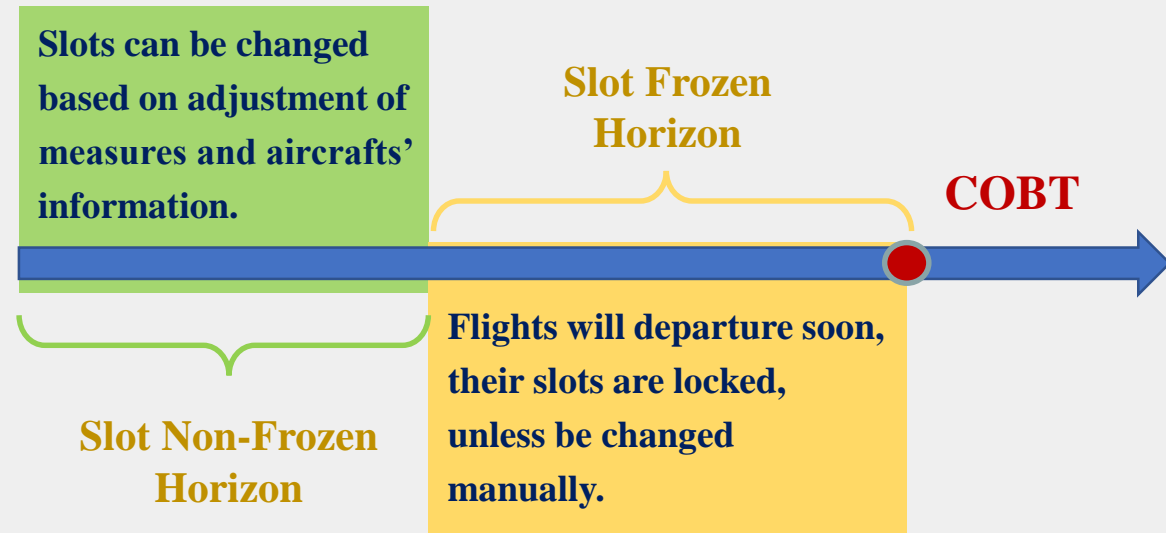 Slots can be changed
based on adjustment of
measures and aircrafts’
information.
Slot Frozen
Horizon
COBT
Flights will departure soon,
their slots are locked,
unless be changed
manually.
Slot Non-Frozen
Horizon